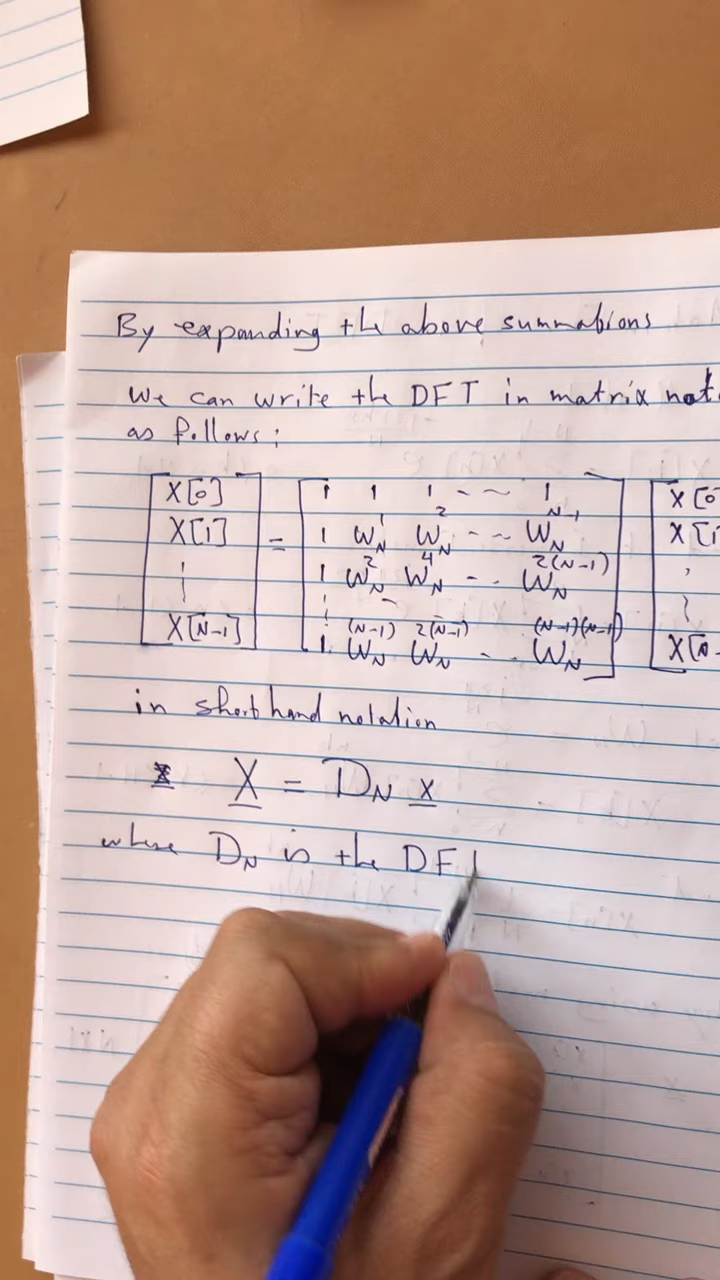 By expanding the above summations
We can write the DFT in matrix not
as follows:
X[0] 1 1 1 -- 1 X[0
X[1] = 1 W_N^1 W_N^2 -- W_N^{N-1} X[1
1 W_N^2 W_N^4 -- W_N^{2(N-1)}
X[N-1] 1 W_N^{(N-1)} W_N^{2(N-1)} -- W_N^{(N-1)(N-1)} X[N-
in shorthand notation
X = D_N x
where D_N is the DF